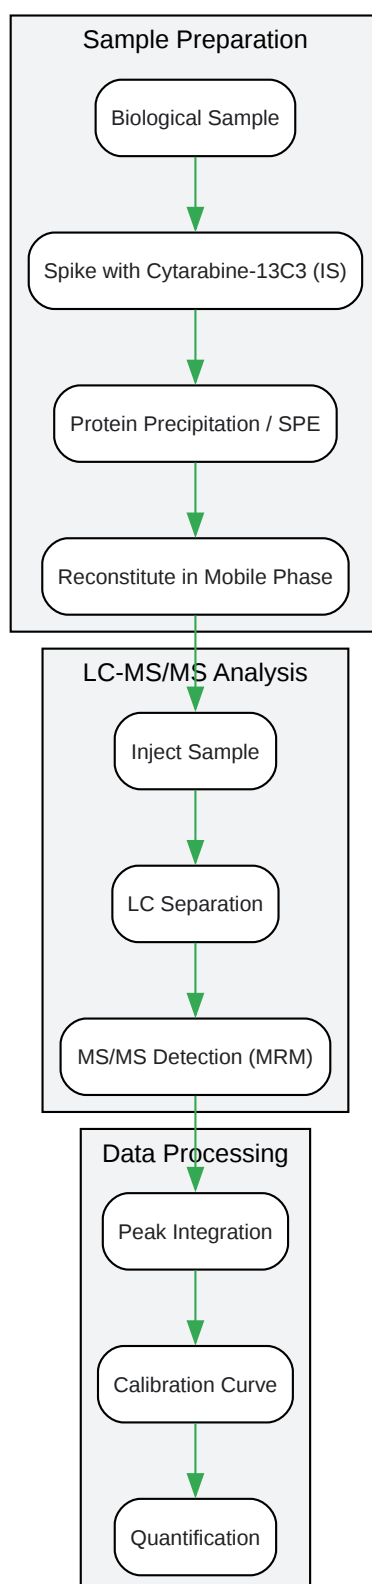 Sample Preparation
Biological Sample
Spike with Cytarabine-13C3 (IS)
Protein Precipitation / SPE
Reconstitute in Mobile Phase
LC-MS/MS Analysis
Inject Sample
LC Separation
MS/MS Detection (MRM)
Data Processing
Peak Integration
Calibration Curve
Quantification